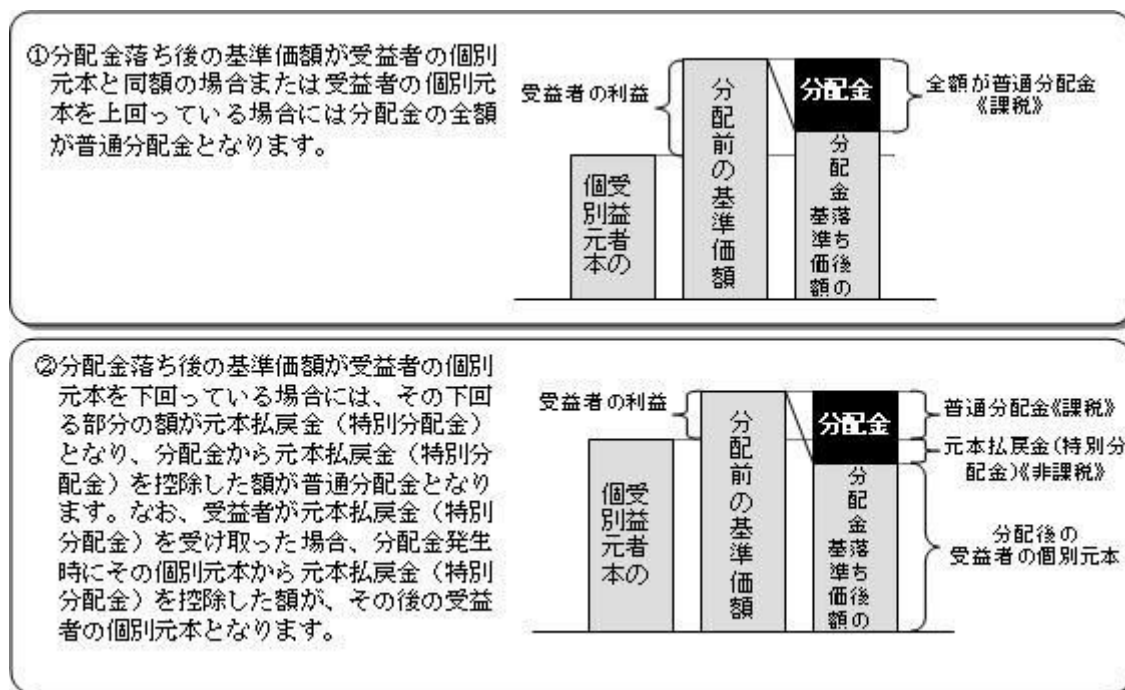 ①分配金落ち後の基準価額が受益者の個別
元本と同額の場合または受益者の個別元
本を上回っている場合には分配金の全額
が普通分配金となります。
受益者の利益
受益者の
個別元本
分配前の基準価額
分配金
分配金落ち後の
基準価額
全額が普通分配金
《課税》
②分配金落ち後の基準価額が受益者の個別
元本を下回っている場合には、その下回
る部分の額が元本払戻金（特別分配金）
となり、分配金から元本払戻金（特別分
配金）を控除した額が普通分配金となり
ます。なお、受益者が元本払戻金（特別
分配金）を受け取った場合、分配金発生
時にその個別元本から元本払戻金（特別
分配金）を控除した額が、その後の受益
者の個別元本となります。
受益者の利益
受益者の
個別元本
分配前の基準価額
分配金
分配金落ち後の
基準価額
普通分配金《課税》
元本払戻金(特別分
配金)《非課税》
分配後の
受益者の個別元本